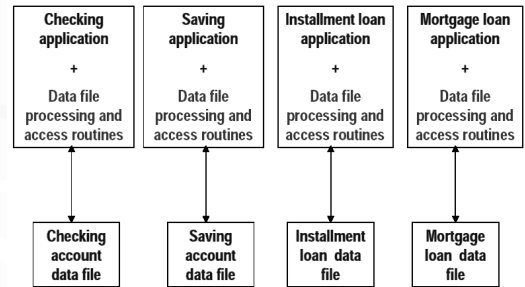 Checking
application
+
Data file
processing and
access routines
Saving
application
+
Data file
processing and
access routines
Installment loan
application
+
Data file
processing and
access routines
Mortgage loan
application
+
Data file
processing and
access routines
Checking
account
data file
Saving
account
data file
Installment
loan data
file
Mortgage
loan data
file